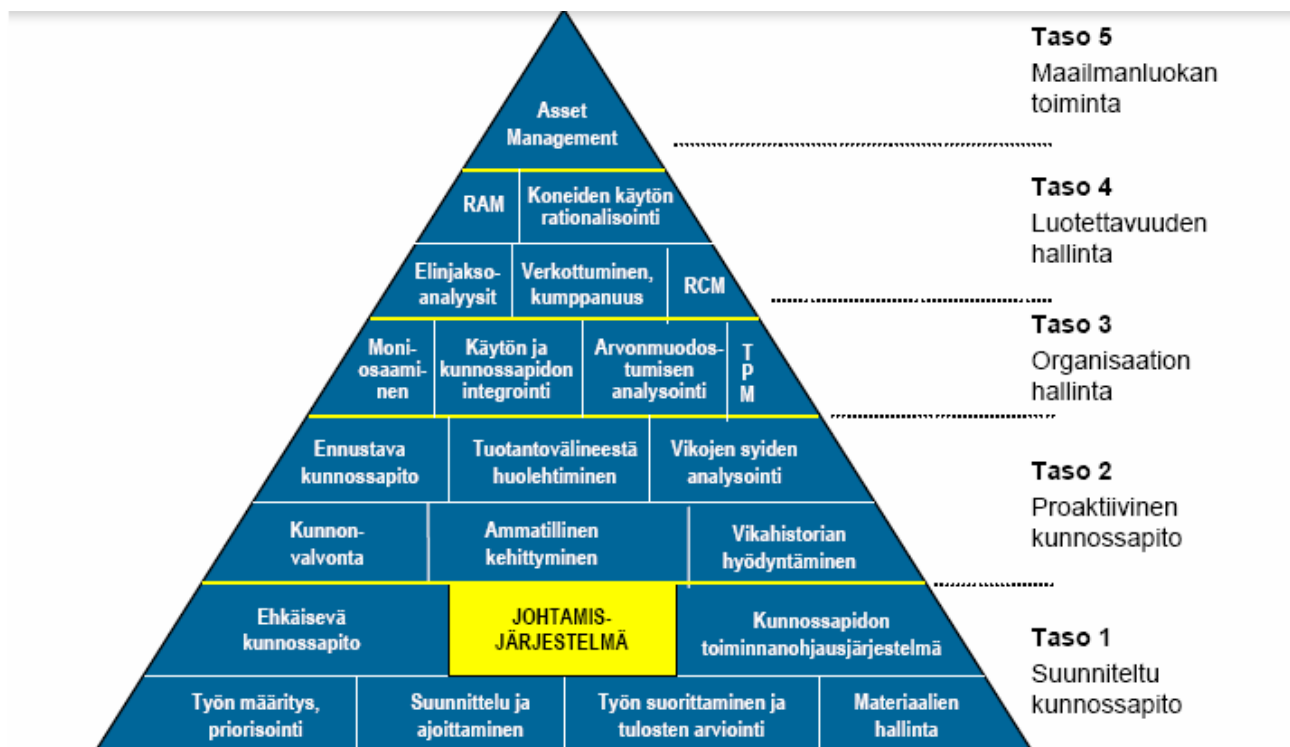 Asset
Management
RAM
Koneiden käytön
rationalisointi
Elinjakso-
analyysit
Verkottuminen,
kumppanuus
RCM
Moni-
osaami-
nen
Käytön ja
kunnossapidon
integrointi
Arvonmuodos-
tumisen
analysointi
T
P
M
Ennustava
kunnossapito
Tuotantovälineestä
huolehtiminen
Vikojen syiden
analysointi
Kunnon-
valvonta
Ammatillinen
kehittyminen
Vikahistorian
hyödyntäminen
Ehkäisevä
kunnossapito
JOHTAMIS-
JÄRJESTELMÄ
Kunnossapidon
toiminnanohjausjärjestelmä
Työn määritys,
priorisointi
Suunnittelu ja
ajoittaminen
Työn suorittaminen ja
tulosten arviointi
Materiaalien
hallinta
Taso 5
Maailmanluokan
toiminta
Taso 4
Luotettavuuden
hallinta
Taso 3
Organisaation
hallinta
Taso 2
Proaktiivinen
kunnossapito
Taso 1
Suunniteltu
kunnossapito